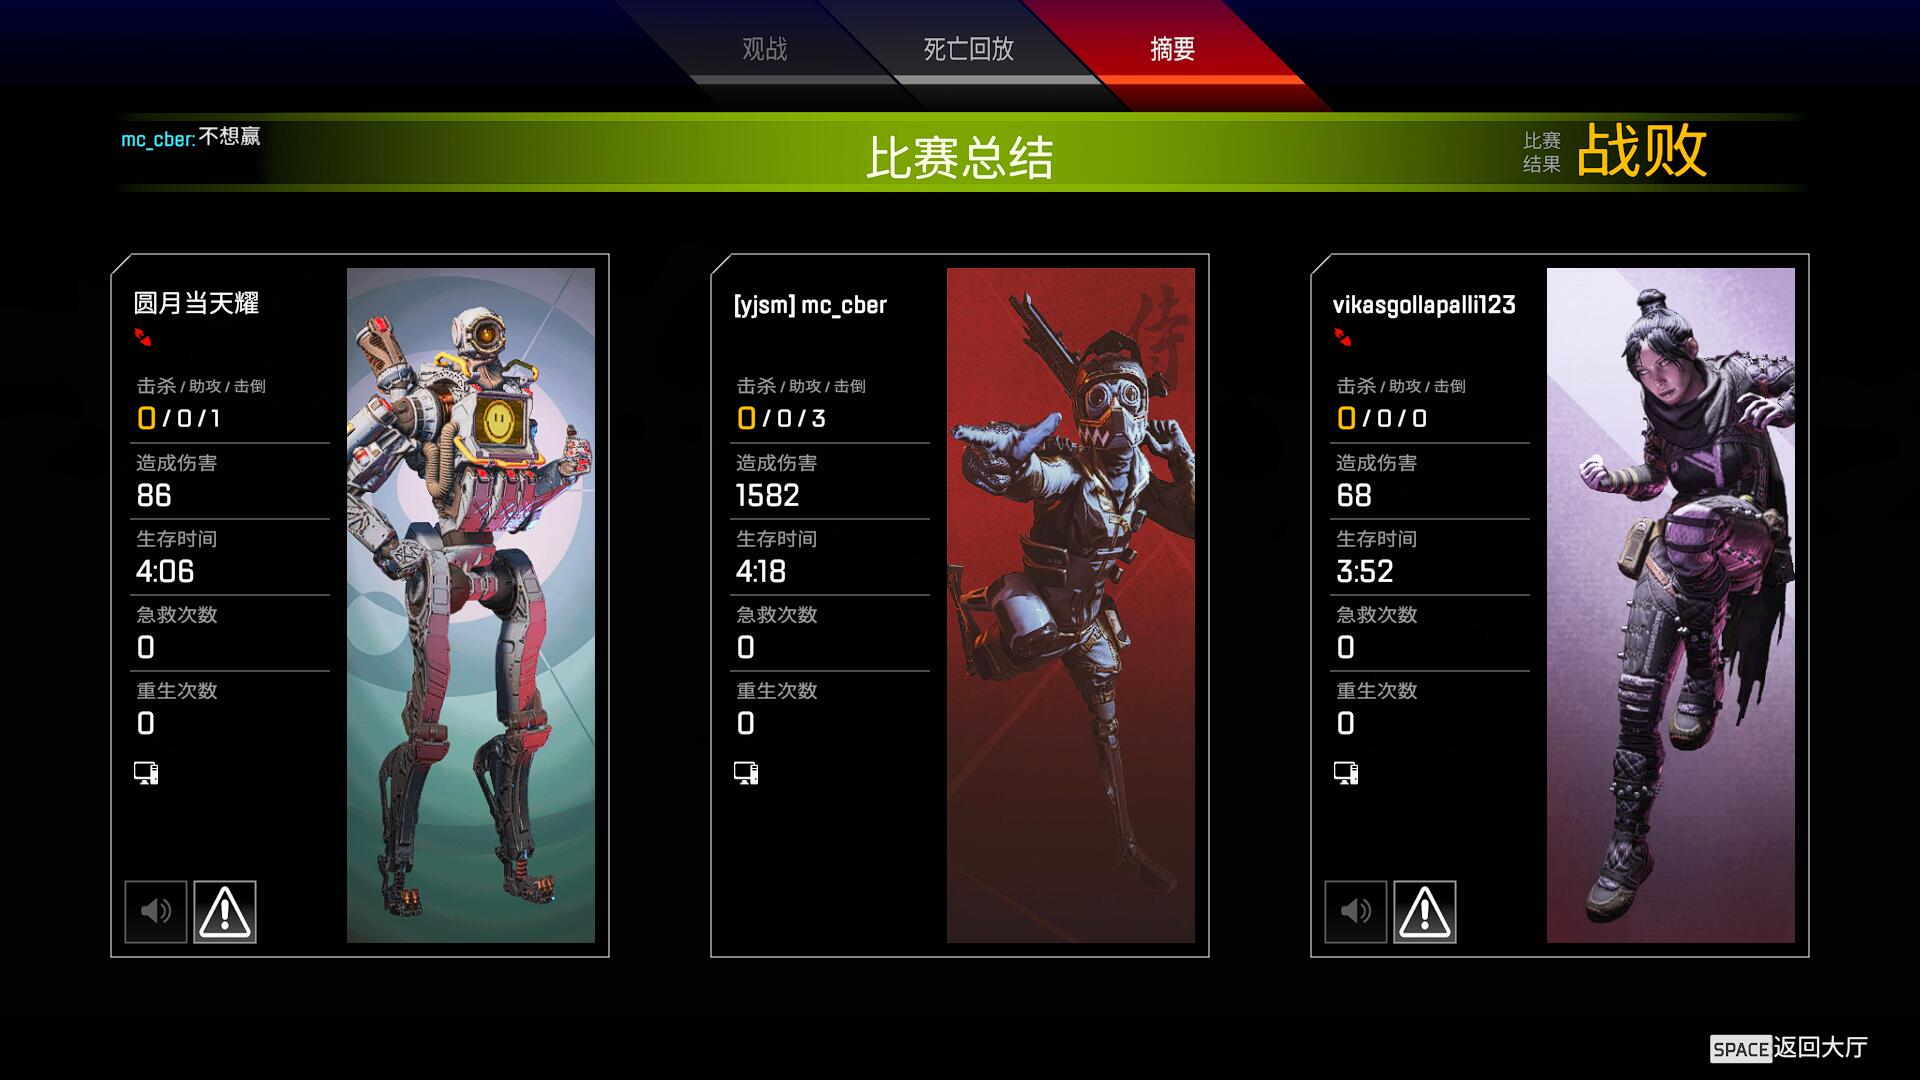 观战
死亡回放
摘要
mc_cber:不想赢
比赛总结
比赛
结果
战败
圆月当天耀
击杀/助攻/击倒
0/0/1
造成伤害
86
生存时间
4:06
急救次数
0
重生次数
0
[yjsm] mc_cber
击杀/助攻/击倒
0/0/3
造成伤害
1582
生存时间
4:18
急救次数
0
重生次数
0
侍
vikasgollapalli123
击杀/助攻/击倒
0/0/0
造成伤害
68
生存时间
3:52
急救次数
0
重生次数
0
SPACE返回大厅